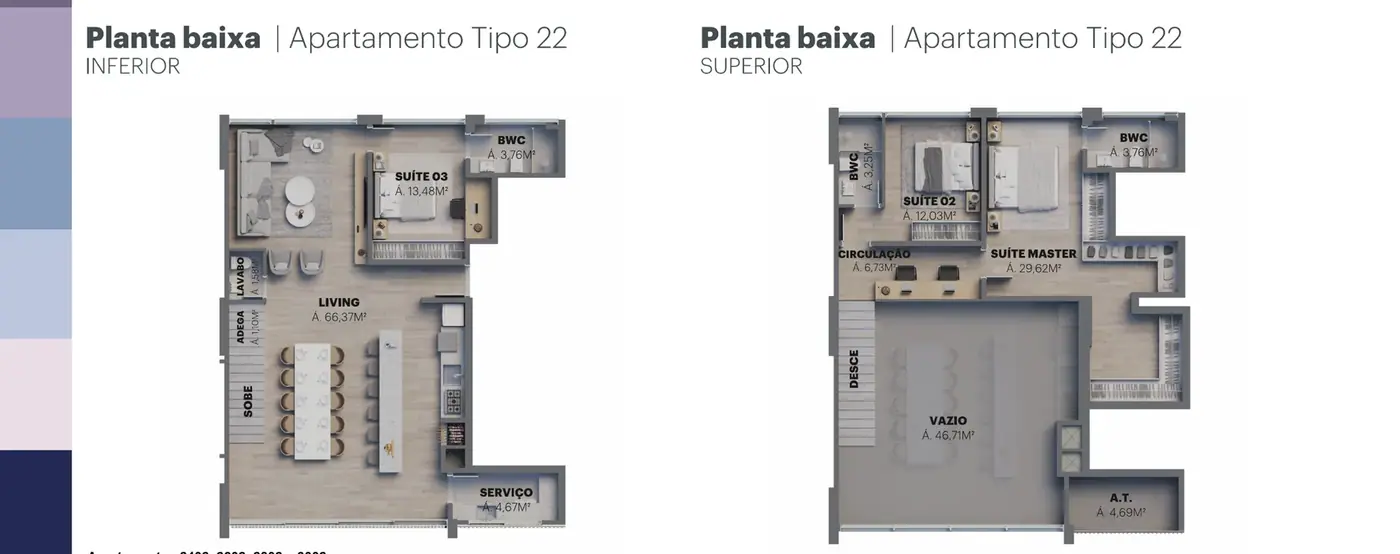 Planta baixa | Apartamento Tipo 22
INFERIOR
BWC
Á. 3,76M²
SUÍTE 03
Á. 13,48M²
LAVABO
Á. 1,58M²
LIVING
Á. 66,37M²
ADEGA
Á. 1,10M²
SOBE
SERVIÇO
Á. 4,67M²
Planta baixa | Apartamento Tipo 22
SUPERIOR
BWC
Á. 3,76M²
BWC
Á. 3,25M²
SUÍTE 02
Á. 12,03M²
CIRCULAÇÃO
Á. 6,73M²
SUÍTE MASTER
Á. 29,62M²
DESCE
VAZIO
Á. 46,71M²
A.T.
Á. 4,69M²